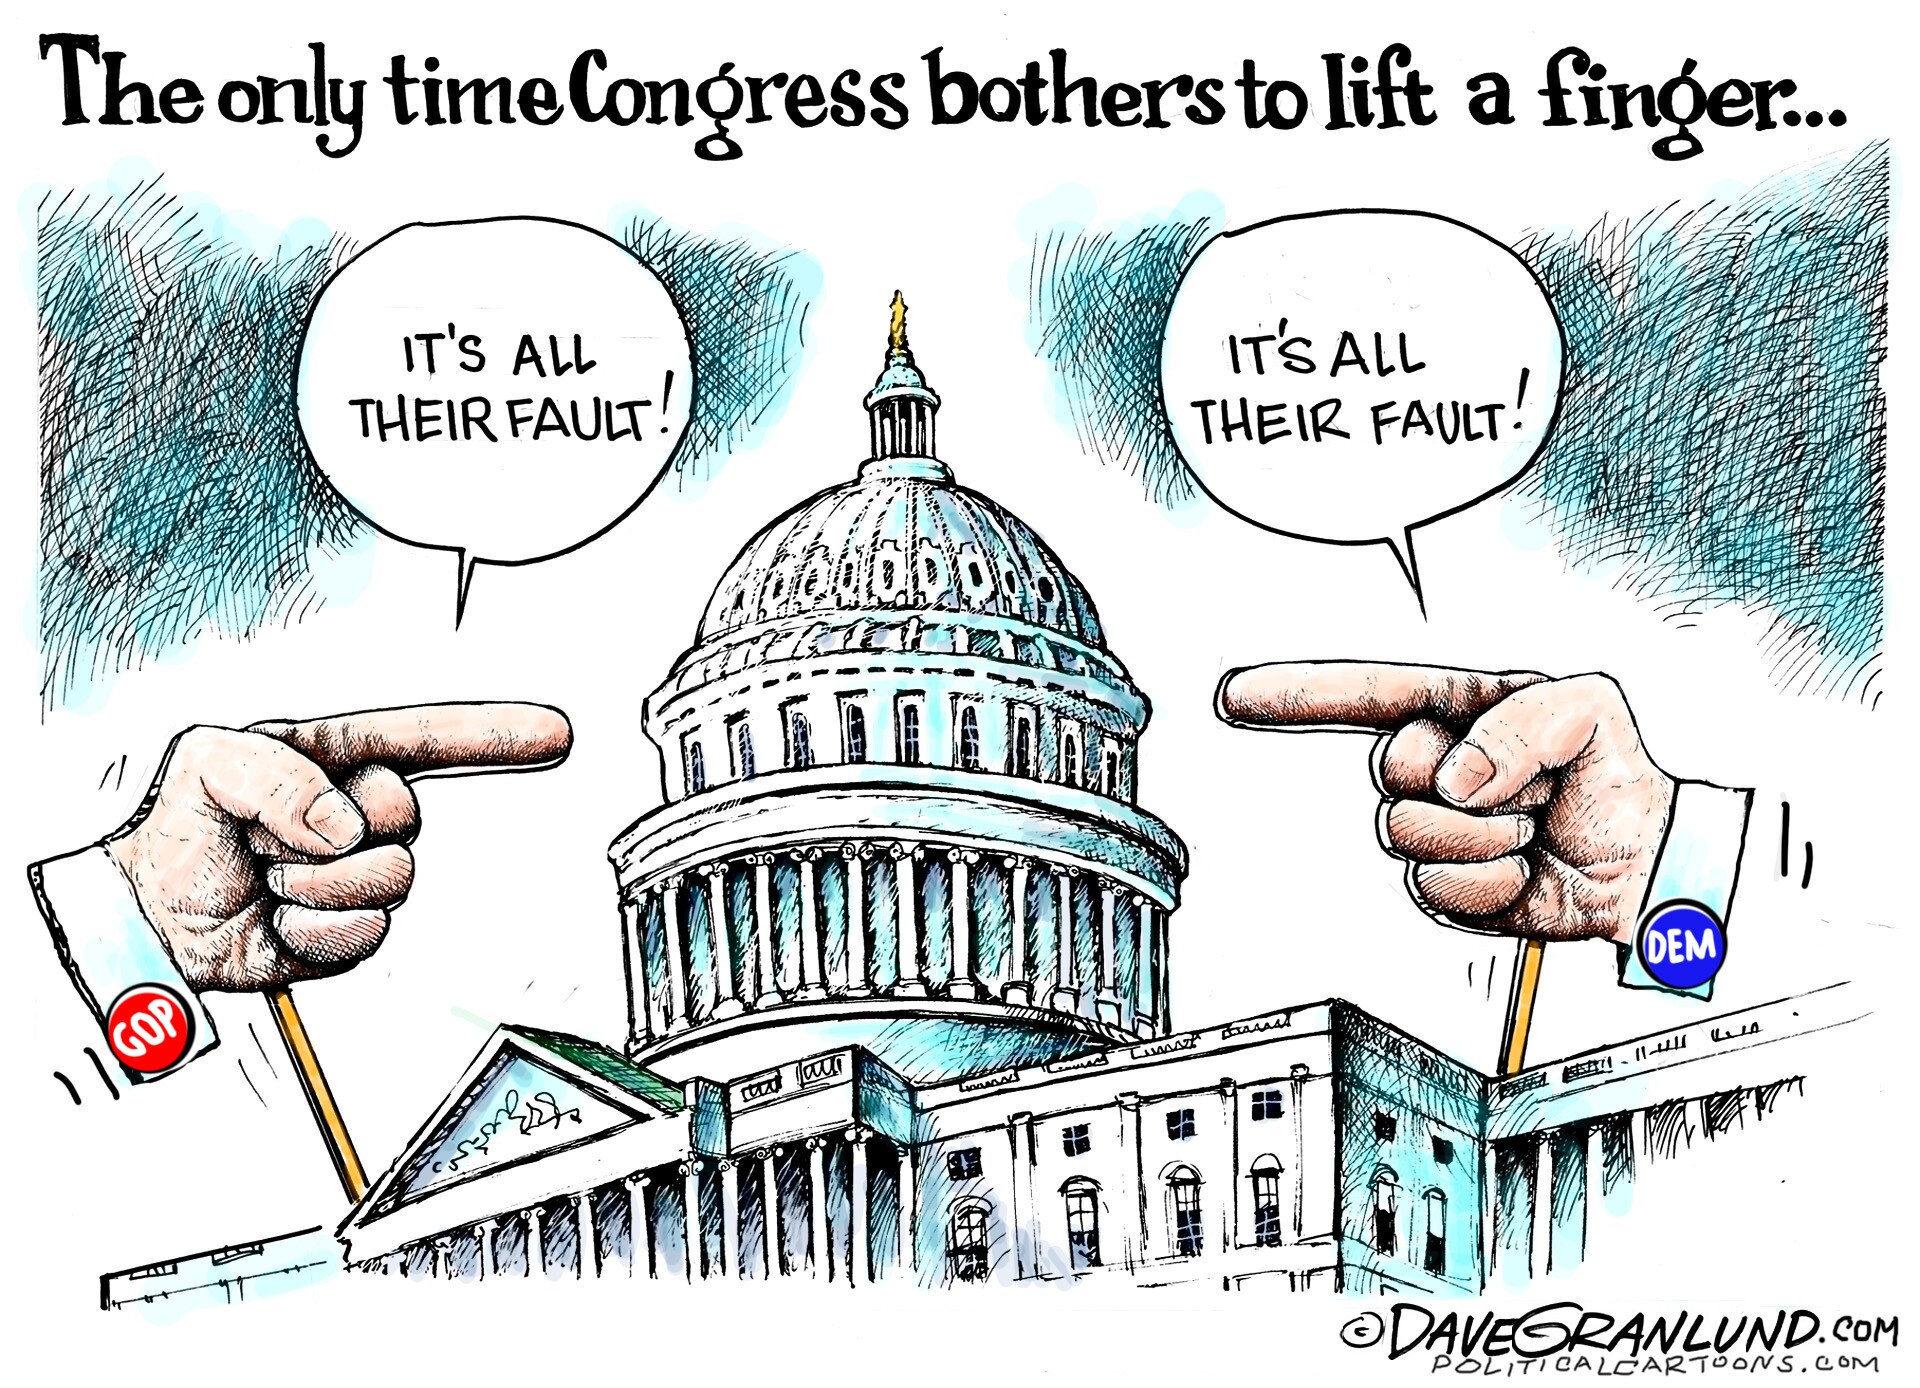 The only time Congress bothers to lift a finger...
IT'S ALL
THEIR FAULT!
IT'S ALL
THEIR FAULT!
GOP
DEM
© DAVEGRANLUND.COM
POLITICALCARTOONS.COM